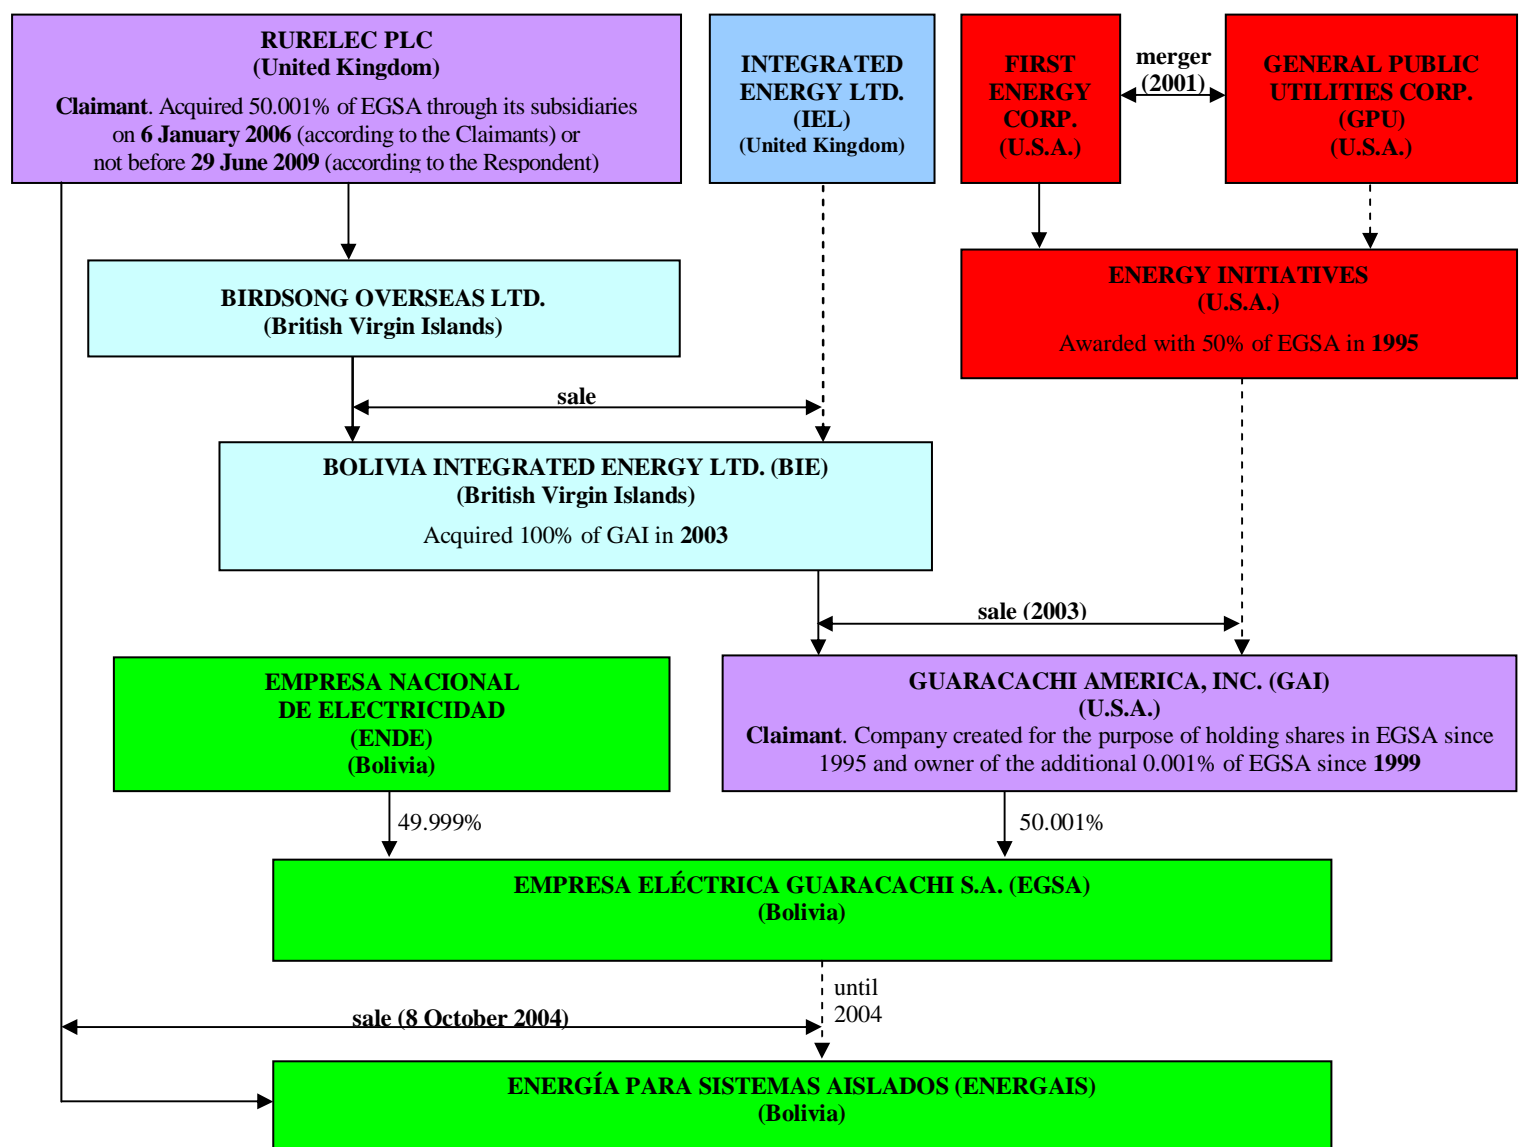 RURELEC PLC
(United Kingdom)
Claimant. Acquired 50.001% of EGSA through its subsidiaries
on 6 January 2006 (according to the Claimants) or
not before 29 June 2009 (according to the Respondent)
INTEGRATED
ENERGY LTD.
(IEL)
(United Kingdom)
FIRST
ENERGY
CORP.
(U.S.A.)
merger
(2001)
GENERAL PUBLIC
UTILITIES CORP.
(GPU)
(U.S.A.)
BIRDSONG OVERSEAS LTD.
(British Virgin Islands)
ENERGY INITIATIVES
(U.S.A.)
Awarded with 50% of EGSA in 1995
sale
BOLIVIA INTEGRATED ENERGY LTD. (BIE)
(British Virgin Islands)
Acquired 100% of GAI in 2003
sale (2003)
EMPRESA NACIONAL
DE ELECTRICIDAD
(ENDE)
(Bolivia)
GUARACACHI AMERICA, INC. (GAI)
(U.S.A.)
Claimant. Company created for the purpose of holding shares in EGSA since
1995 and owner of the additional 0.001% of EGSA since 1999
49.999%
50.001%
EMPRESA ELÉCTRICA GUARACACHI S.A. (EGSA)
(Bolivia)
until
2004
sale (8 October 2004)
ENERGÍA PARA SISTEMAS AISLADOS (ENERGAIS)
(Bolivia)